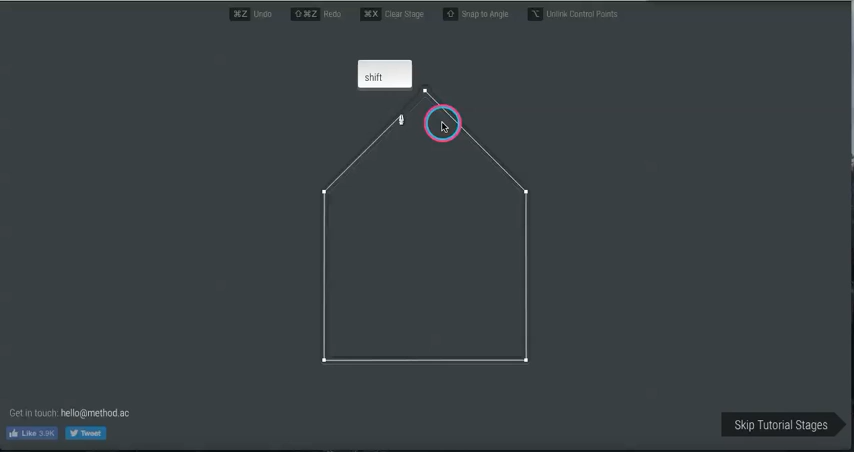 ⌘Z Undo ⇧⌘Z Redo ⌘X Clear Stage ⇧ Snap to Angle ⌥ Unlink Control Points
shift
Get in touch: hello@method.ac
Like 3.9K Tweet
Skip Tutorial Stages